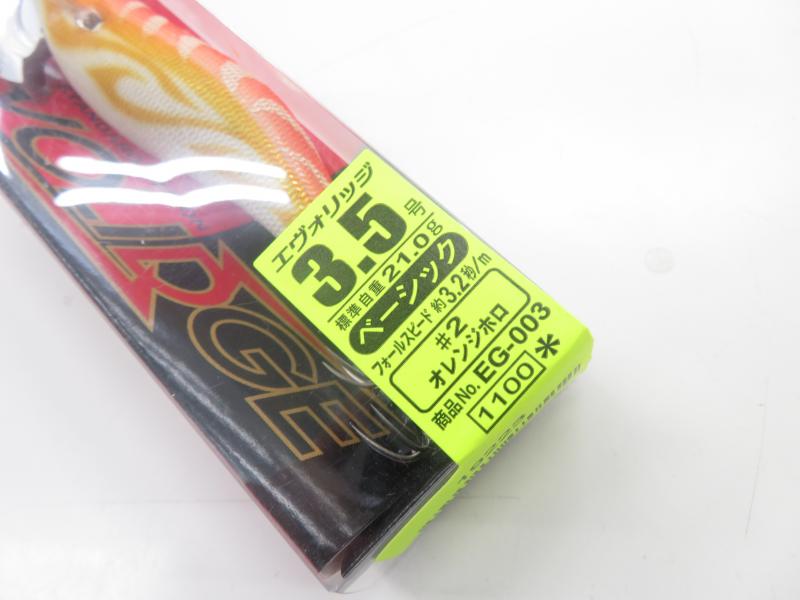 エヴォリッジ
3.5号
標準自重 21.0g
ベーシック
フォールスピード 約3.2秒/m
#2
オレンジホロ
商品No. EG-003
1100 *